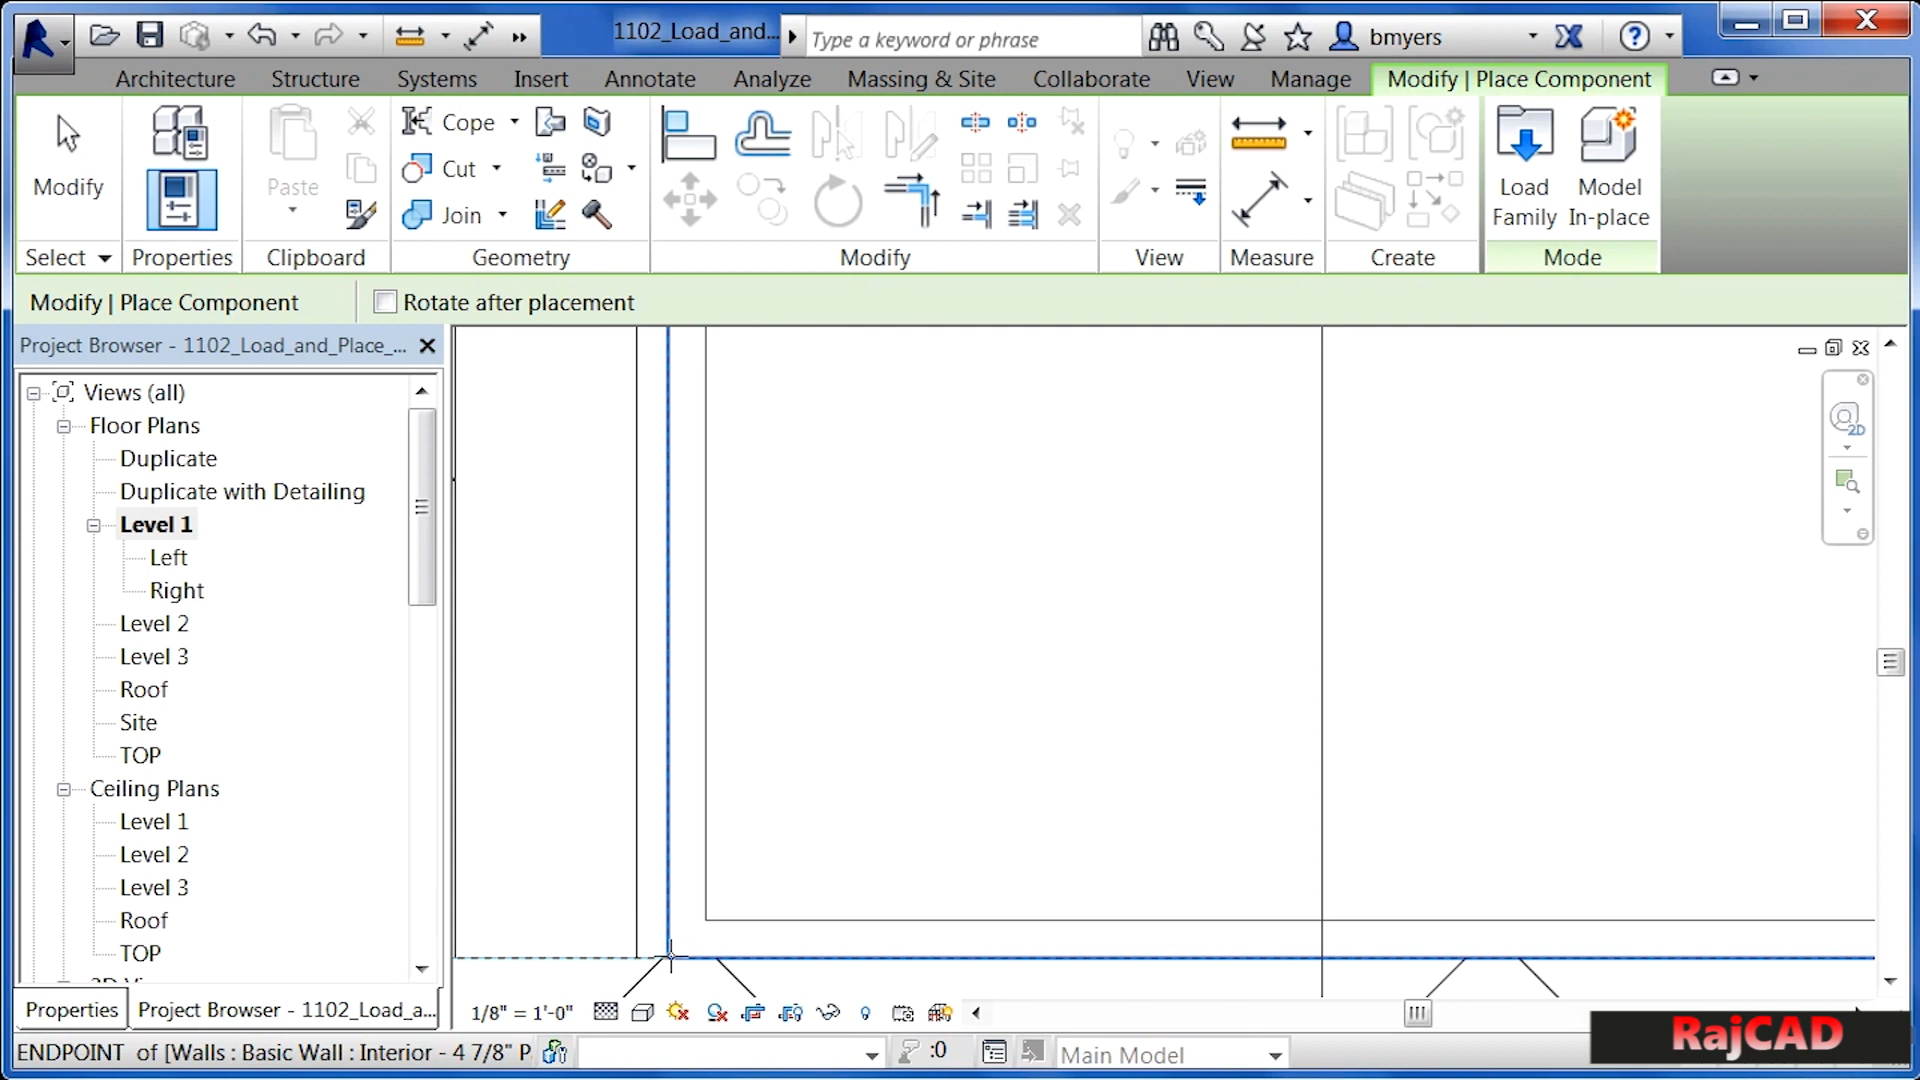 1102_Load_and...
Type a keyword or phrase
bmyers
Architecture Structure Systems Insert Annotate Analyze Massing & Site Collaborate View Manage Modify | Place Component
Modify
Cope
Cut
Join
Paste
2D
Load Family
Model In-place
Select Properties Clipboard Geometry Modify View Measure Create Mode
Modify | Place Component Rotate after placement
Project Browser - 1102_Load_and_Place_...
Views (all)
Floor Plans
Duplicate
Duplicate with Detailing
Level 1
Left
Right
Level 2
Level 3
Roof
Site
TOP
Ceiling Plans
Level 1
Level 2
Level 3
Roof
TOP
Properties Project Browser - 1102_Load_a...
1/8" = 1'-0"
ENDPOINT of [Walls : Basic Wall : Interior - 4 7/8" P
:0
Main Model
RajCAD